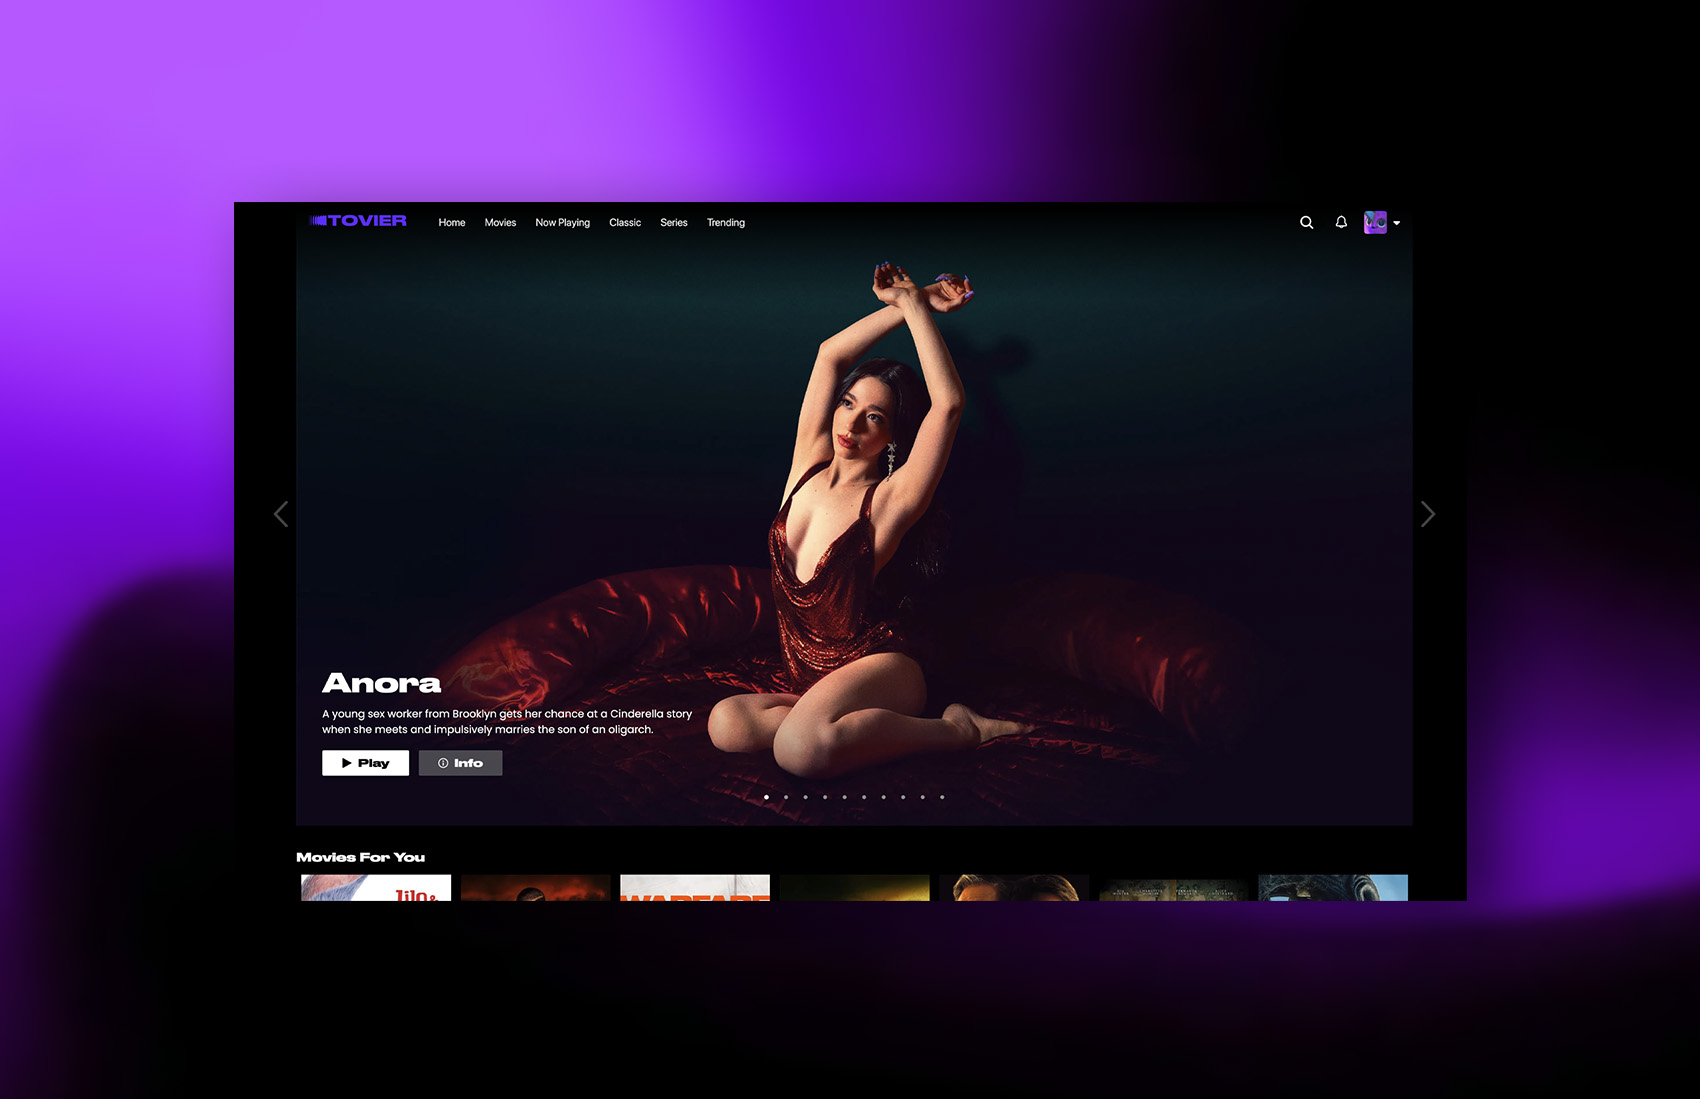 TOVIER
Home Movies Now Playing Classic Series Trending
Anora
A young sex worker from Brooklyn gets her chance at a Cinderella story
when she meets and impulsively marries the son of an oligarch.
Play Info
Movies For You
Lilo &
WARFARE